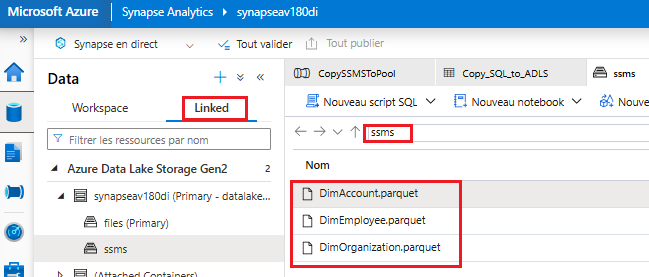 Microsoft Azure | Synapse Analytics ▸ synapseav180di
Synapse en direct Tout valider Tout publier
Data
Workspace Linked
Filtrer les ressources par nom
Azure Data Lake Storage Gen2 2
synapseav180di (Primary - datalake...
files (Primary)
ssms
(Attached Containers)
CopySSMSToPool Copy_SQL_to_ADLS ssms
Nouveau script SQL Nouveau notebook Nouve
ssms
Nom
DimAccount.parquet
DimEmployee.parquet
DimOrganization.parquet